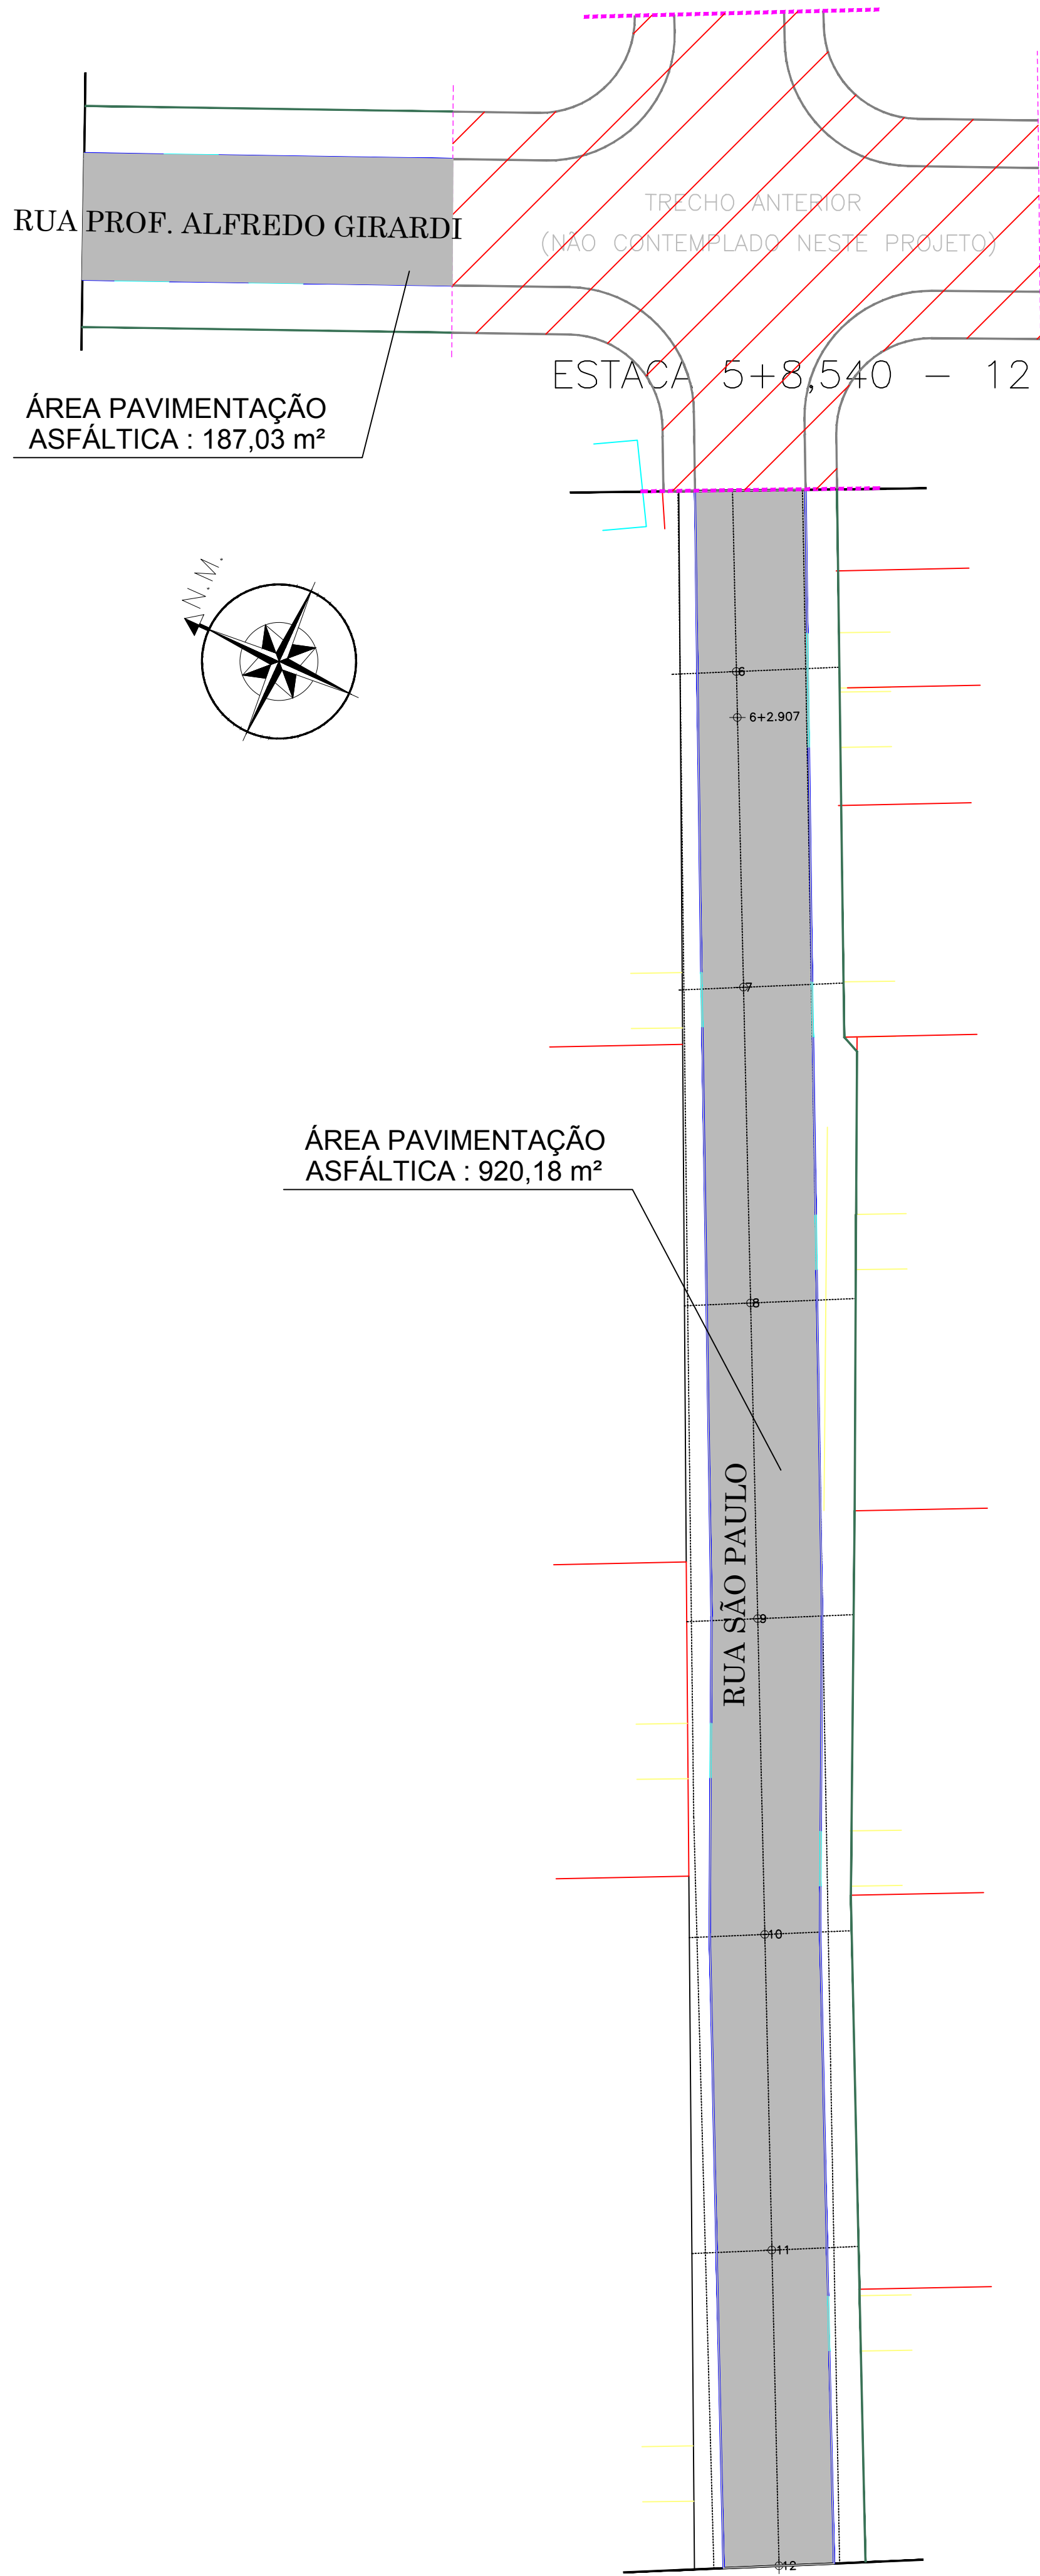 TRECHO ANTERIOR
(NÃO CONTEMPLADO NESTE PROJETO)
RUA PROF. ALFREDO GIRARDI
ESTACA 5+8,540 - 12
ÁREA PAVIMENTAÇÃO
ASFÁLTICA : 187,03 m²
N.M.
6
6+2.907
7
ÁREA PAVIMENTAÇÃO
ASFÁLTICA : 920,18 m²
8
RUA SÃO PAULO
9
10
11
12